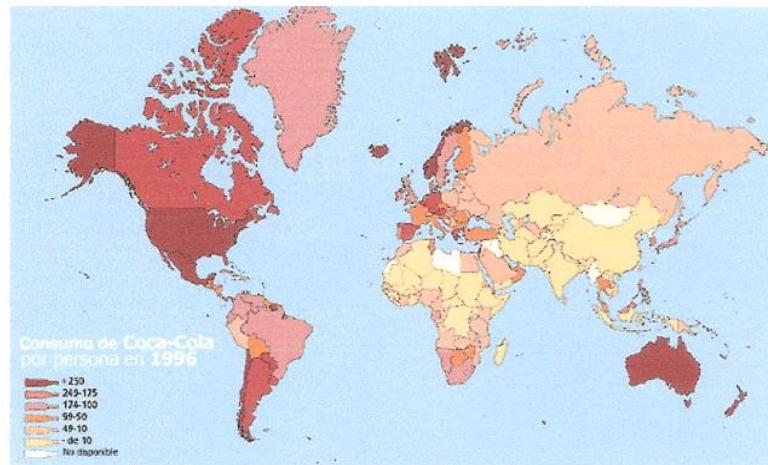 Consumo de Coca-Cola
por persona en 1996
+250
249-175
174-100
99-50
49-10
- de 10
No disponible